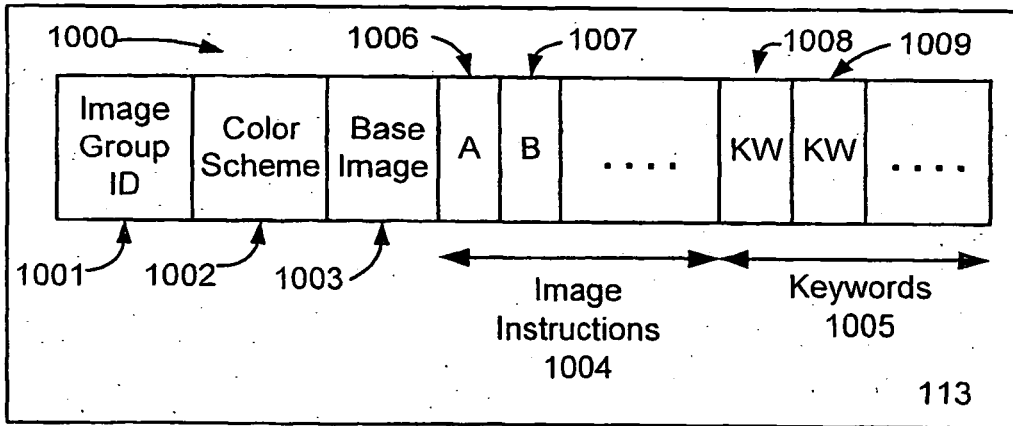 1000
1006
1007
1008
1009
Image
Group
ID
Color
Scheme
Base
Image
A
B
....
KW
KW
....
1001
1002
1003
Image
Instructions
1004
Keywords
1005
113